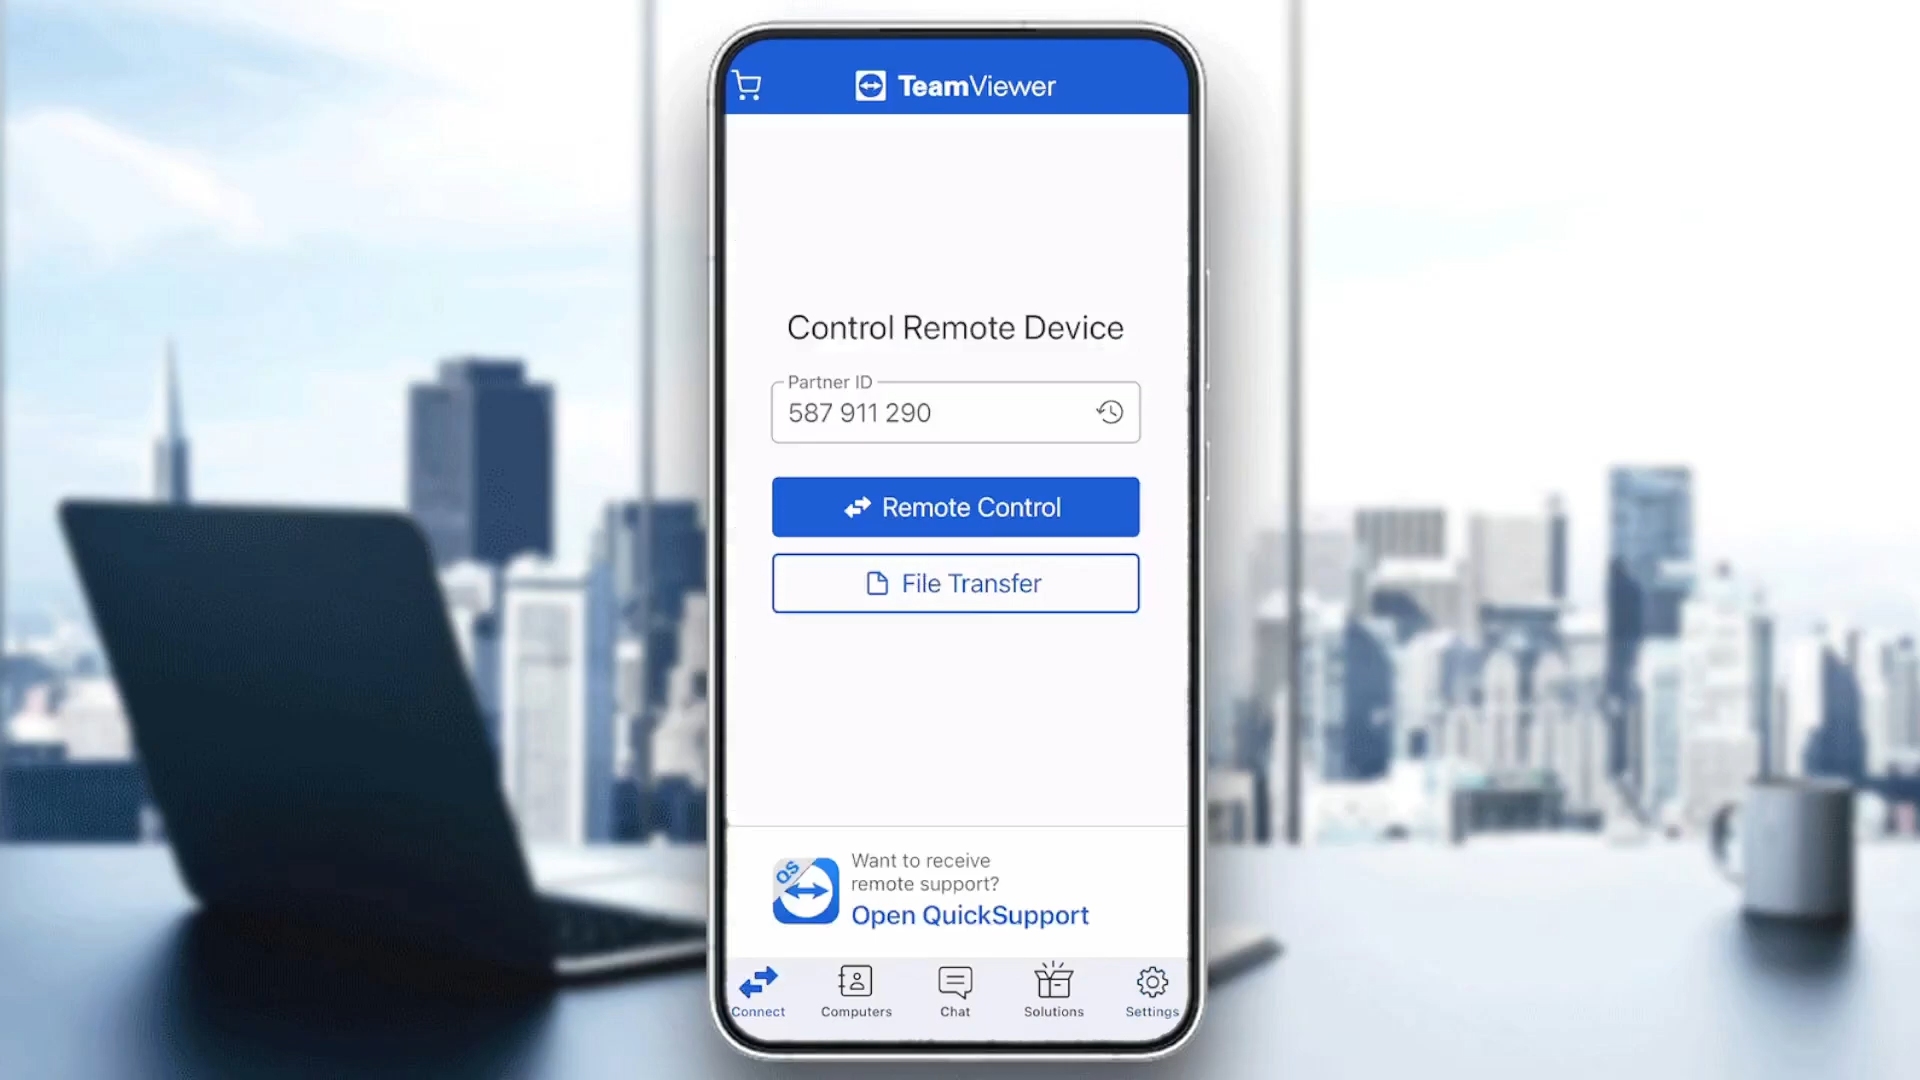 TeamViewer
Control Remote Device
Partner ID
587 911 290
Remote Control
File Transfer
QS
Want to receive
remote support?
Open QuickSupport
Connect
Computers
Chat
Solutions
Settings